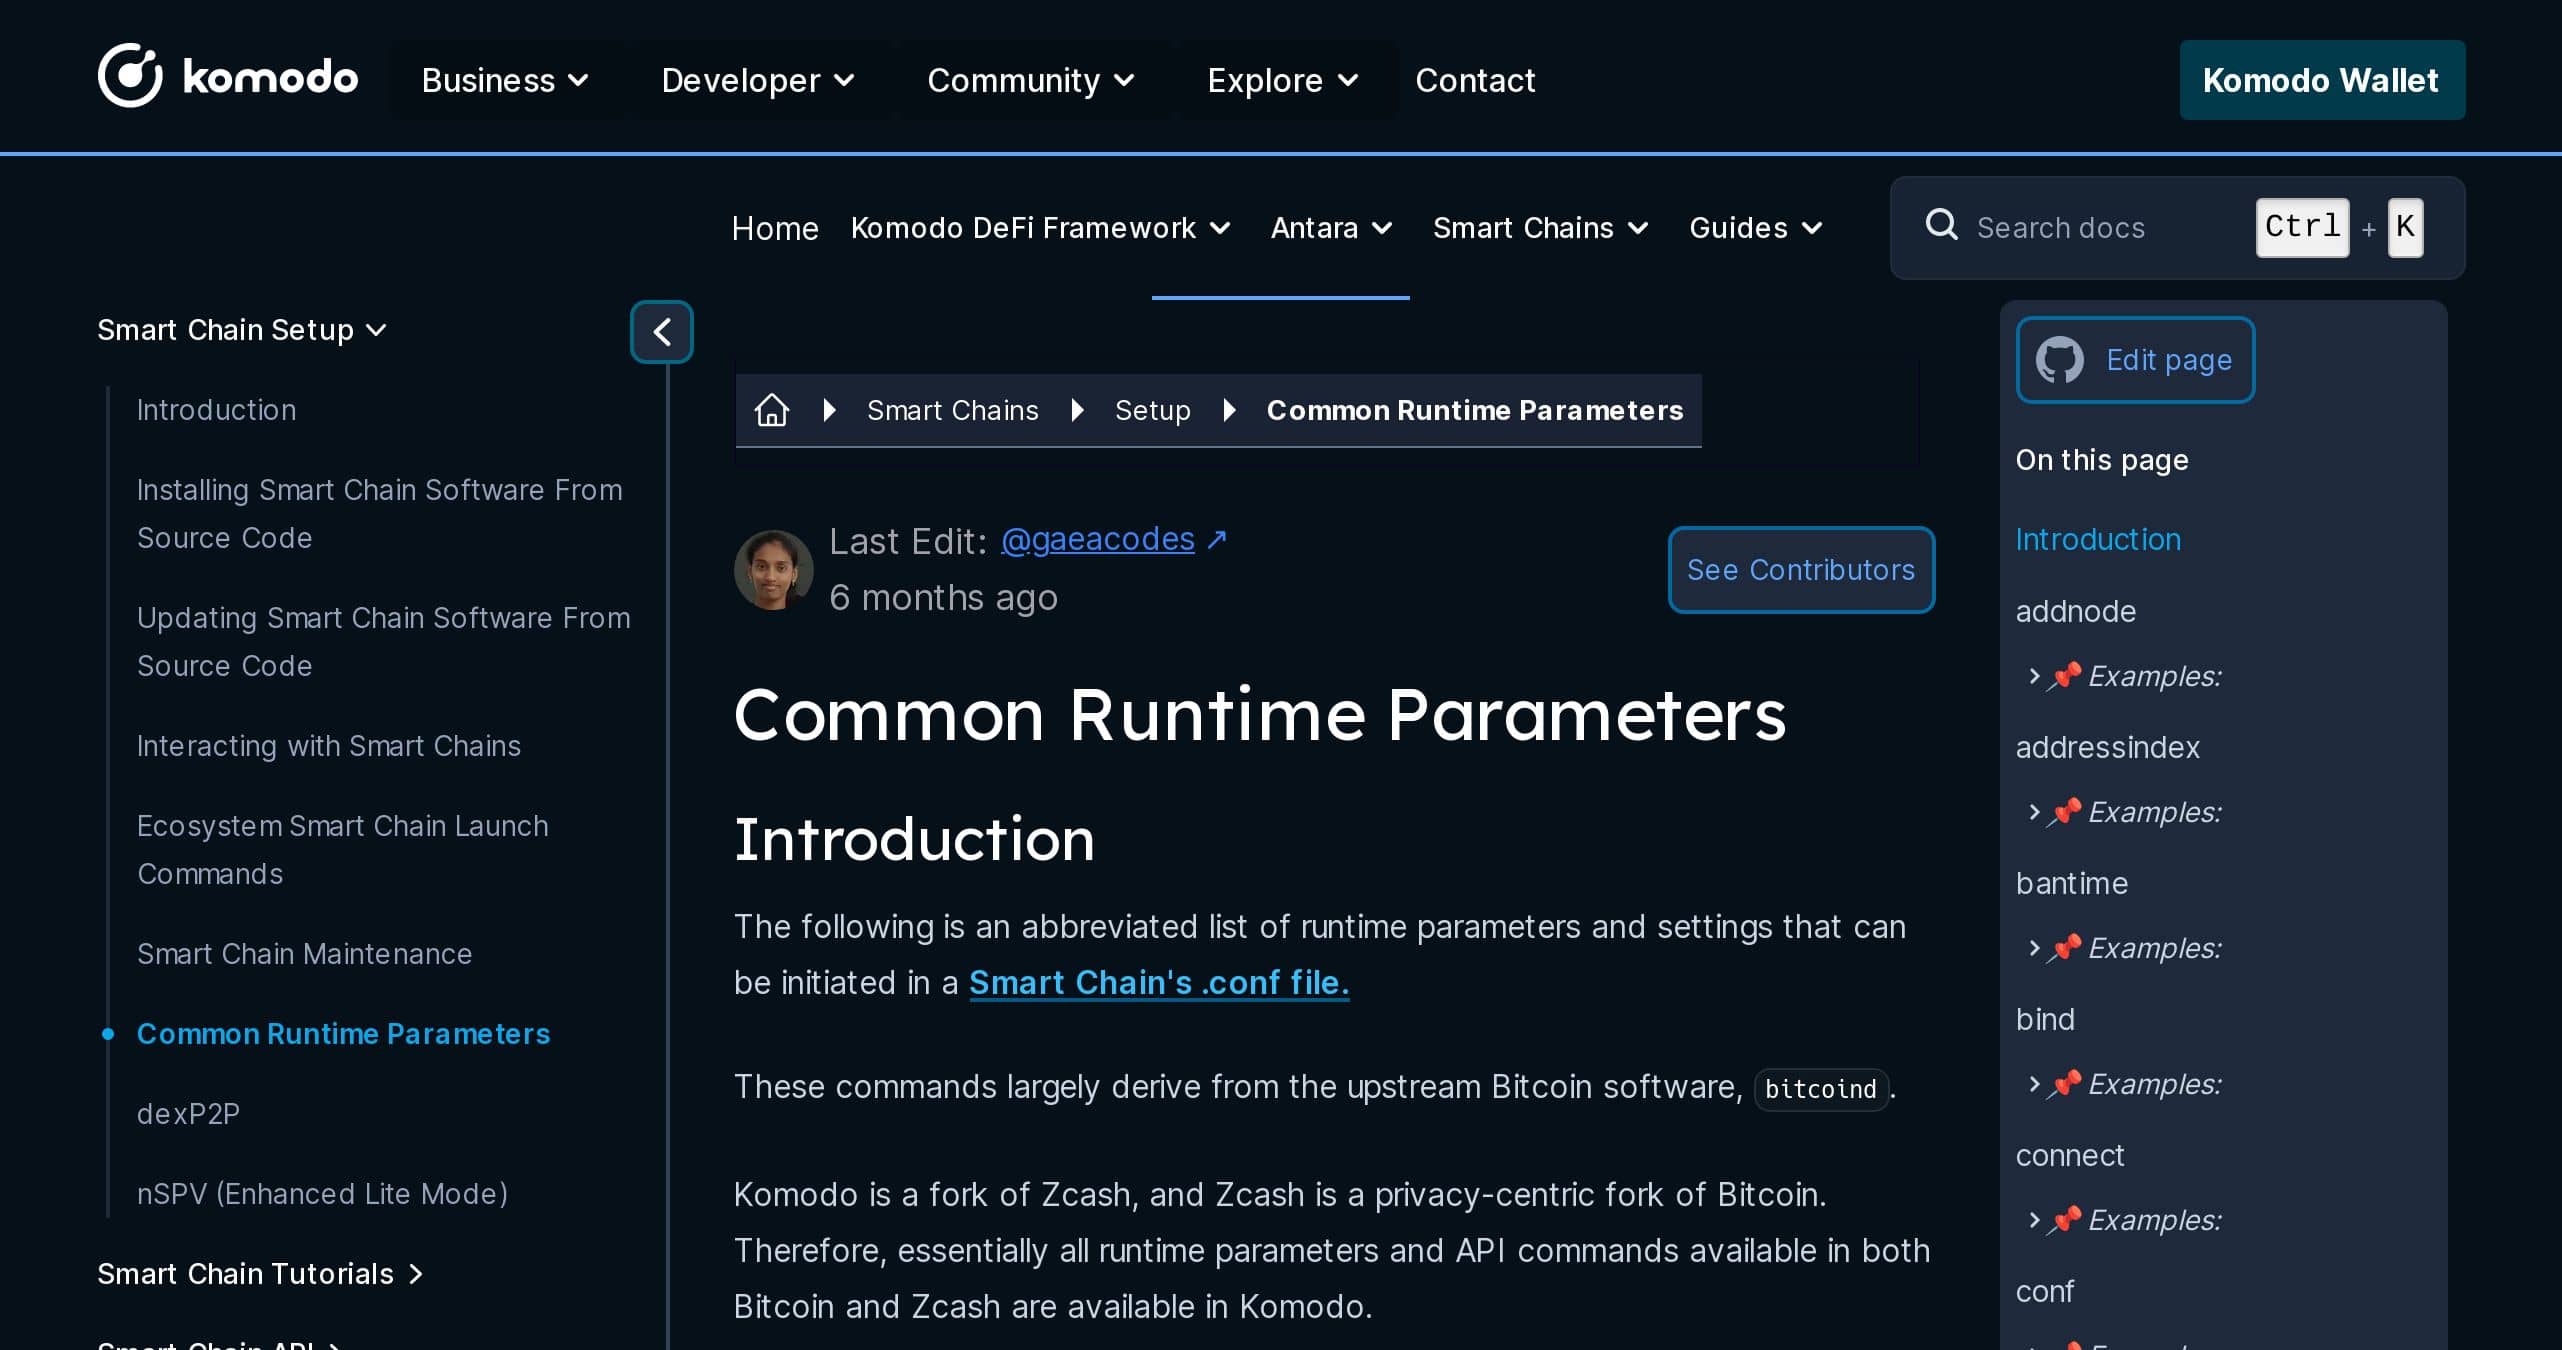 komodo
Business
Developer
Community
Explore
Contact
Komodo Wallet
Home
Komodo DeFi Framework
Antara
Smart Chains
Guides
Search docs
Ctrl + K
Smart Chain Setup
Introduction
Installing Smart Chain Software From
Source Code
Updating Smart Chain Software From
Source Code
Interacting with Smart Chains
Ecosystem Smart Chain Launch
Commands
Smart Chain Maintenance
Common Runtime Parameters
dexP2P
nSPV (Enhanced Lite Mode)
Smart Chain Tutorials
Smart Chain API
Smart Chains
Setup
Common Runtime Parameters
Last Edit: @gaeacodes ↗
6 months ago
See Contributors
Common Runtime Parameters
Introduction
The following is an abbreviated list of runtime parameters and settings that can
be initiated in a Smart Chain's .conf file.
These commands largely derive from the upstream Bitcoin software, bitcoind.
Komodo is a fork of Zcash, and Zcash is a privacy-centric fork of Bitcoin.
Therefore, essentially all runtime parameters and API commands available in both
Bitcoin and Zcash are available in Komodo.
Edit page
On this page
Introduction
addnode
📌 Examples:
addressindex
📌 Examples:
bantime
📌 Examples:
bind
📌 Examples:
connect
📌 Examples:
conf